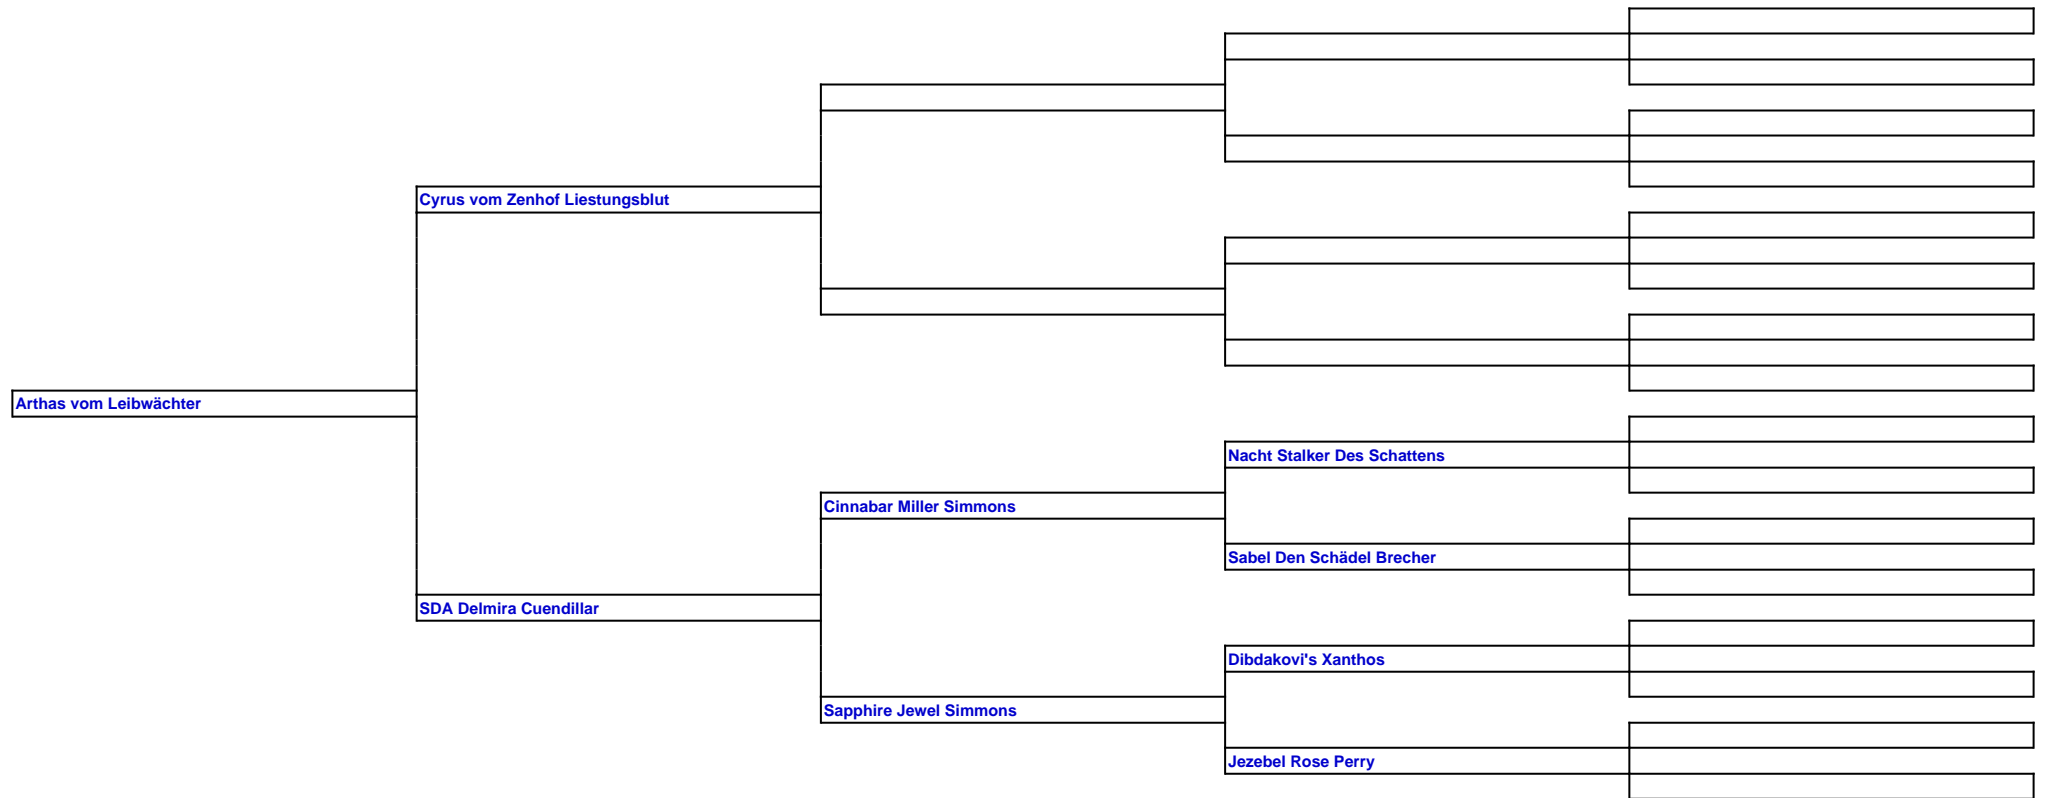 Cyrus vom Zenhof Liestungsblut
Arthas vom Leibwächter
Nacht Stalker Des Schattens
Cinnabar Miller Simmons
Sabel Den Schädel Brecher
SDA Delmira Cuendillar
Dibdakovi's Xanthos
Sapphire Jewel Simmons
Jezebel Rose Perry